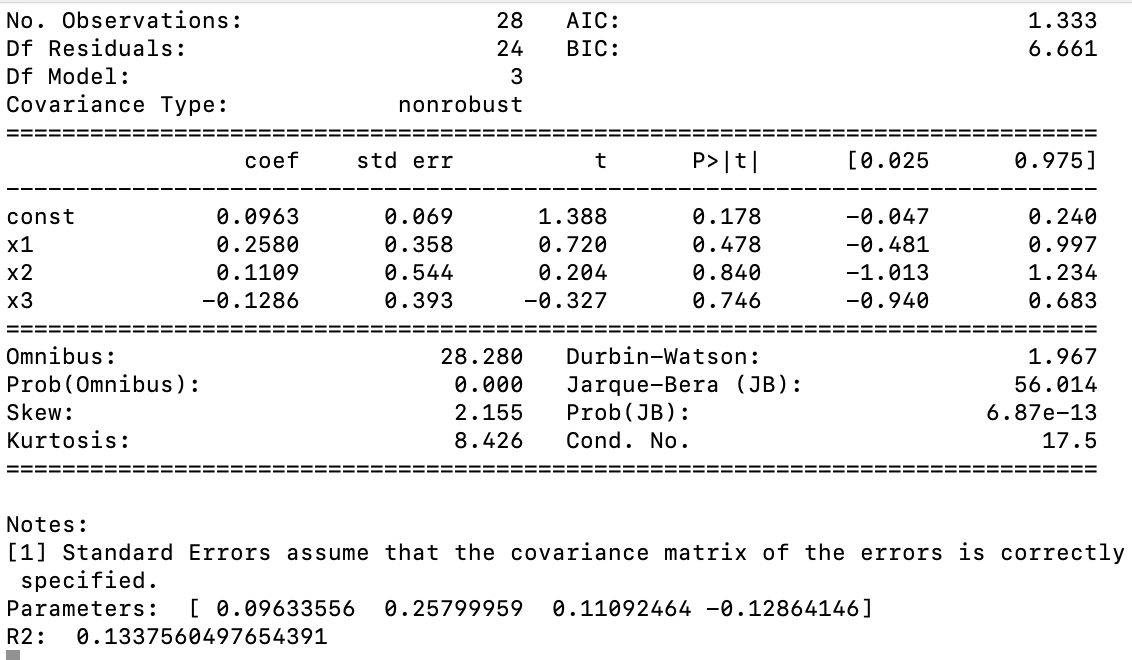 No. Observations:                  28   AIC:                             1.333
Df Residuals:                      24   BIC:                             6.661
Df Model:                           3
Covariance Type:            nonrobust
==============================================================================
                 coef    std err          t      P>|t|      [0.025      0.975]
------------------------------------------------------------------------------
const          0.0963      0.069      1.388      0.178      -0.047       0.240
x1             0.2580      0.358      0.720      0.478      -0.481       0.997
x2             0.1109      0.544      0.204      0.840      -1.013       1.234
x3            -0.1286      0.393     -0.327      0.746      -0.940       0.683
==============================================================================
Omnibus:                       28.280   Durbin-Watson:                   1.967
Prob(Omnibus):                  0.000   Jarque-Bera (JB):               56.014
Skew:                           2.155   Prob(JB):                     6.87e-13
Kurtosis:                       8.426   Cond. No.                         17.5
==============================================================================

Notes:
[1] Standard Errors assume that the covariance matrix of the errors is correctly
 specified.
Parameters:  [ 0.09633556  0.25799959  0.11092464 -0.12864146]
R2:  0.1337560497654391